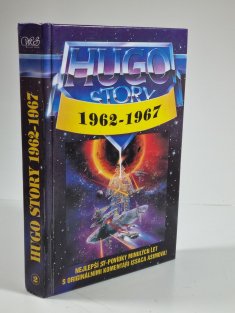 HUGO
STORY
1962-1967
NEJLEPŠÍ SF-POVÍDKY MINULÝCH LET
S ORIGINÁLNÍMI KOMENTÁŘI ISAACA ASIMOVA!
HUGO STORY 1962-1967
2